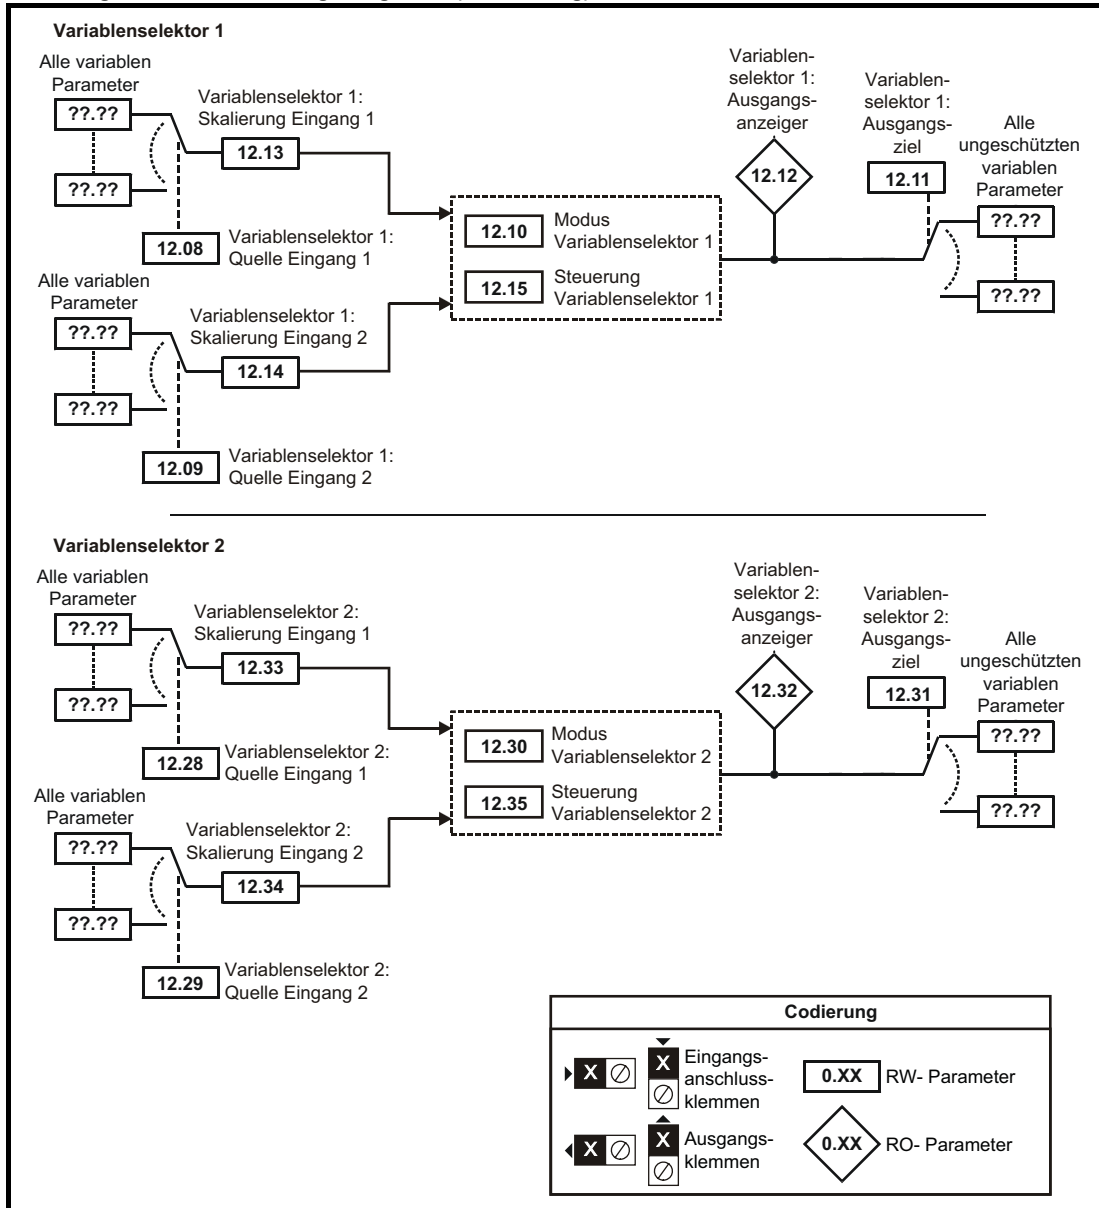 Variablenselektor 1
Alle variablen
Parameter
??.??
??.??
Variablenselektor 1:
Skalierung Eingang 1
12.13
12.08
Variablenselektor 1:
Quelle Eingang 1
Alle variablen
Parameter
??.??
??.??
Variablenselektor 1:
Skalierung Eingang 2
12.14
12.09
Variablenselektor 1:
Quelle Eingang 2
12.10
Modus
Variablenselektor 1
12.15
Steuerung
Variablenselektor 1
Variablen-
selektor 1:
Ausgangs-
anzeiger
12.12
Variablen-
selektor 1:
Ausgangs-
ziel
12.11
Alle
ungeschützten
variablen
Parameter
??.??
??.??
Variablenselektor 2
Alle variablen
Parameter
??.??
??.??
Variablenselektor 2:
Skalierung Eingang 1
12.33
12.28
Variablenselektor 2:
Quelle Eingang 1
Alle variablen
Parameter
??.??
??.??
Variablenselektor 2:
Skalierung Eingang 2
12.34
12.29
Variablenselektor 2:
Quelle Eingang 2
12.30
Modus
Variablenselektor 2
12.35
Steuerung
Variablenselektor 2
Variablen-
selektor 2:
Ausgangs-
anzeiger
12.32
Variablen-
selektor 2:
Ausgangs-
ziel
12.31
Alle
ungeschützten
variablen
Parameter
??.??
??.??
Codierung
X
X
Eingangs-
anschluss-
klemmen
0.XX
RW- Parameter
X
X
Ausgangs-
klemmen
0.XX
RO- Parameter